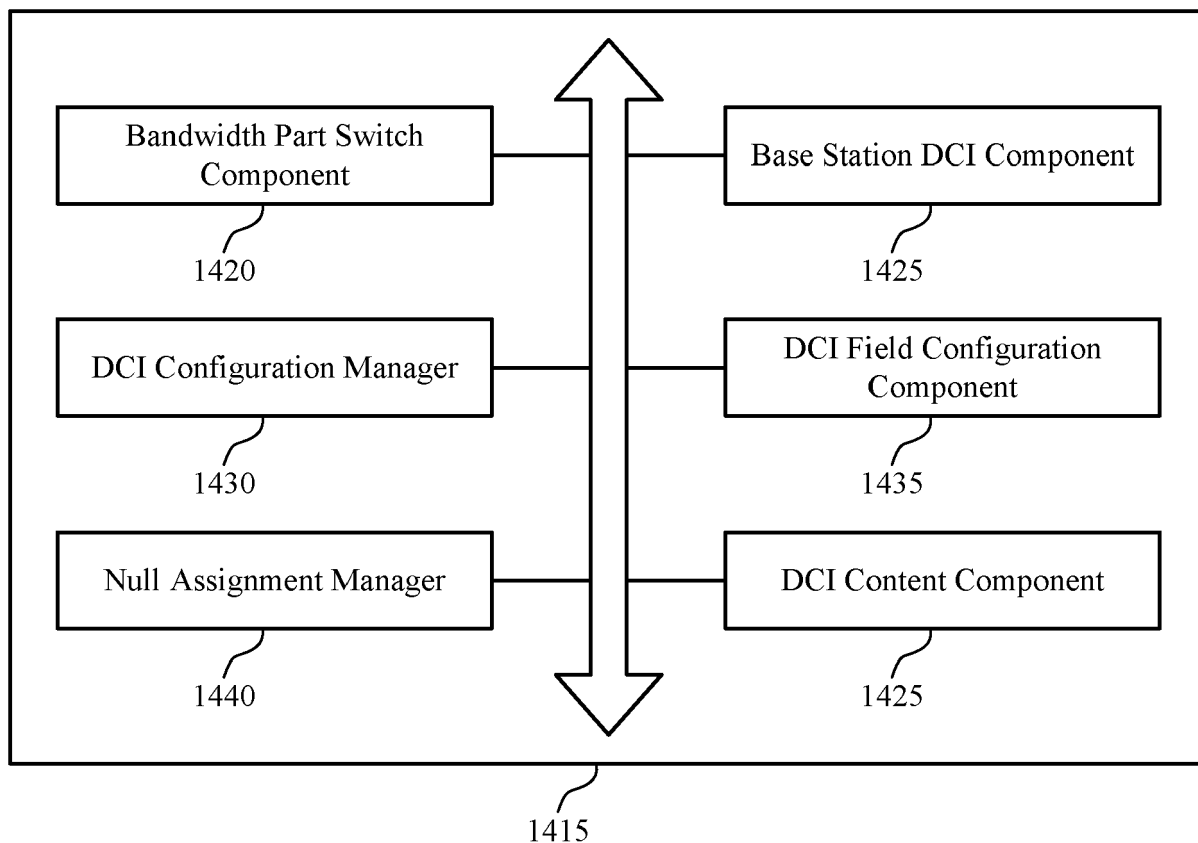 Bandwidth Part Switch
Component
1420
Base Station DCI Component
1425
DCI Configuration Manager
1430
DCI Field Configuration
Component
1435
Null Assignment Manager
1440
DCI Content Component
1425
1415